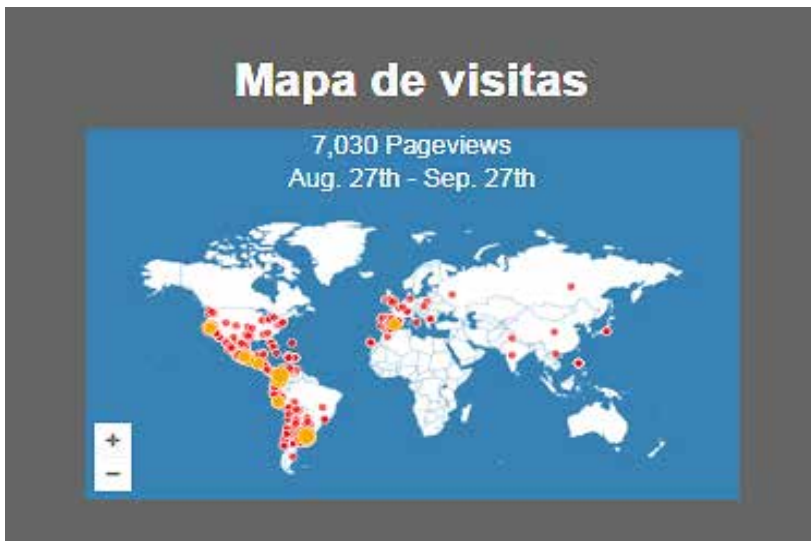 Mapa de visitas
7,030 Pageviews
Aug. 27th - Sep. 27th
+
−